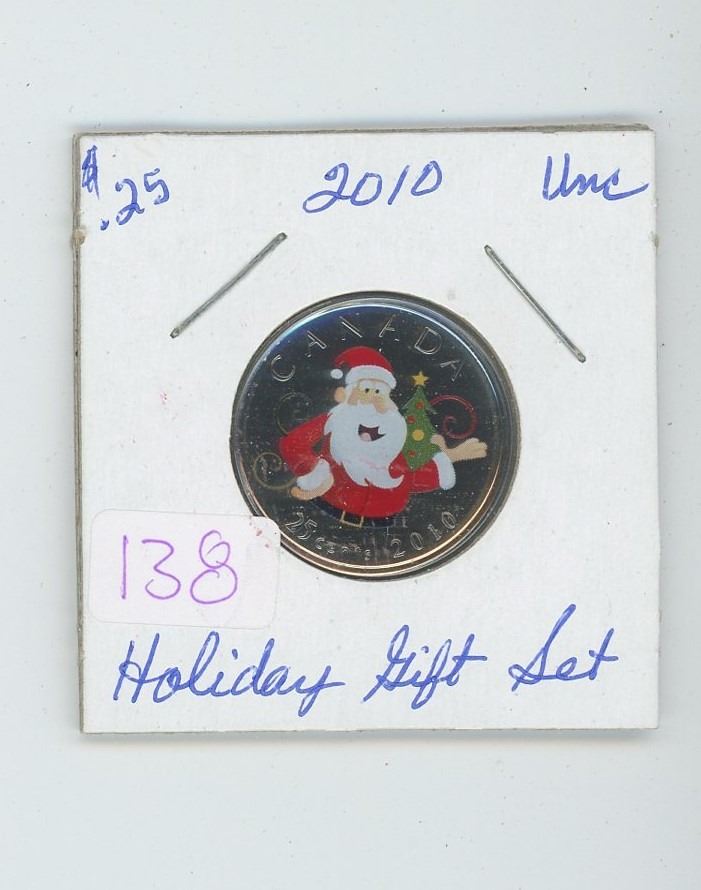 $.25 2010 Unc
CANADA
25 cents 2010
138
Holiday Gift Set